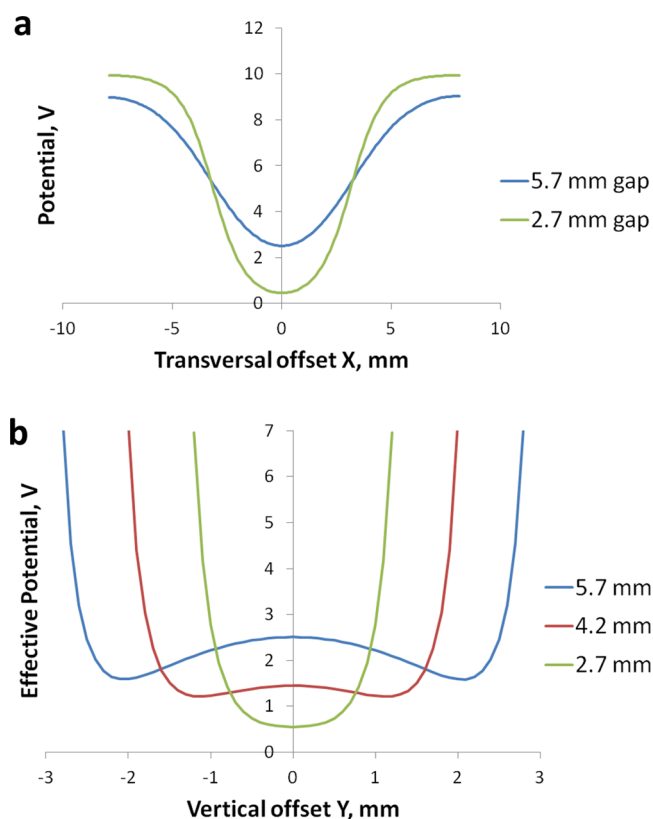 a
Potential, V
12
10
8
6
4
2
0
-10
-5
0
5
10
Transversal offset X, mm
5.7 mm gap
2.7 mm gap
b
Effective Potential, V
7
6
5
4
3
2
1
0
-3
-2
-1
0
1
2
3
Vertical offset Y, mm
5.7 mm
4.2 mm
2.7 mm